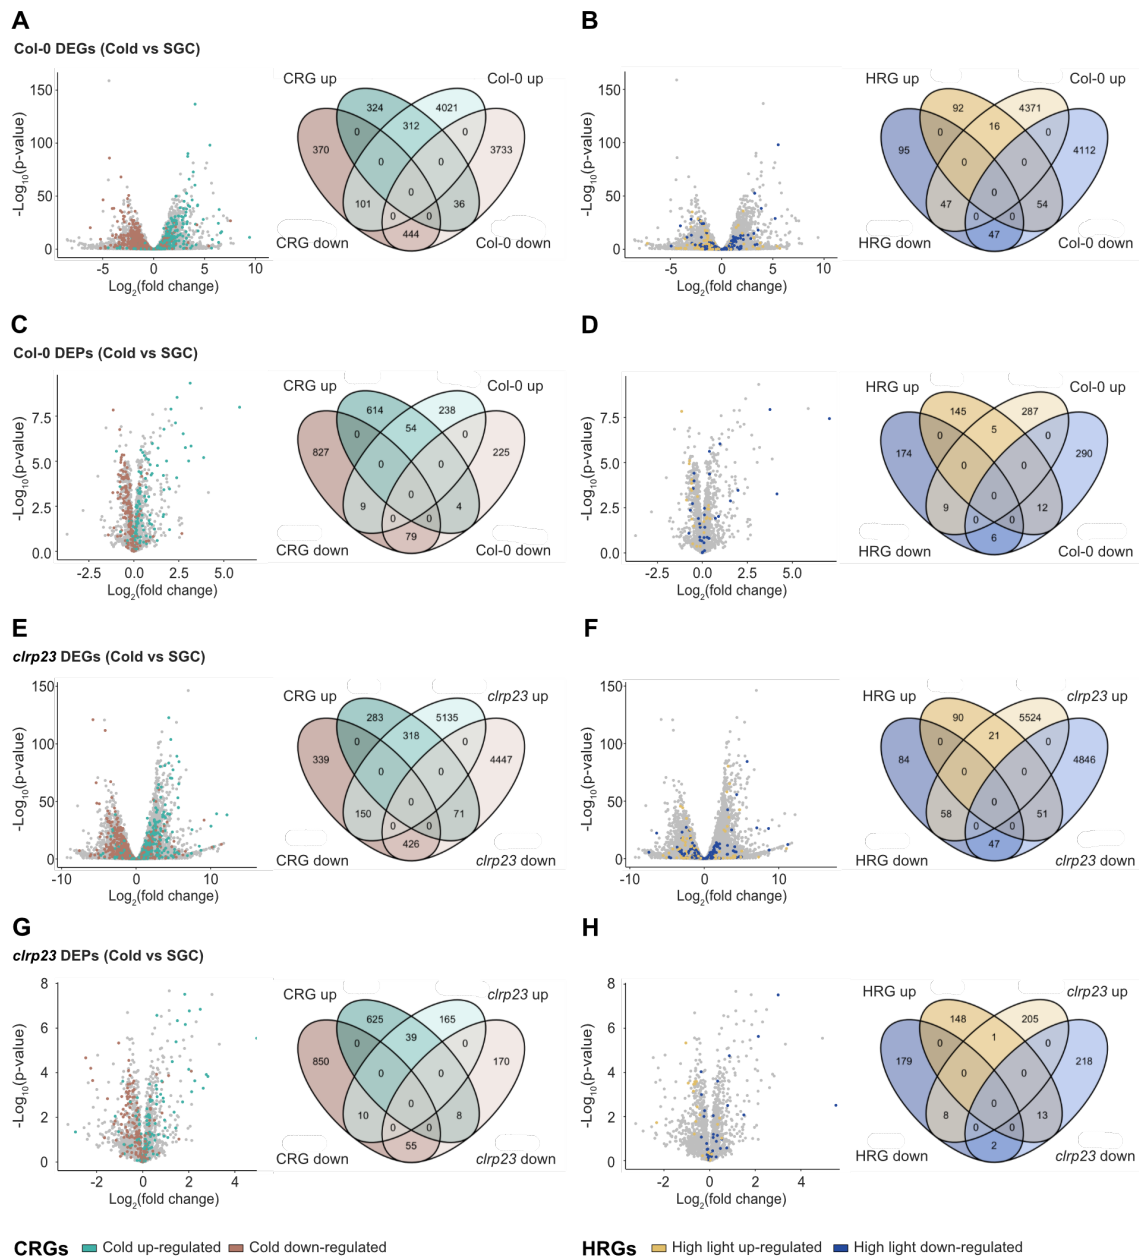 A
Col-0 DEGs (Cold vs SGC)
-Log10(p-value)
150
100
50
0
-5
0
5
10
Log2(fold change)
CRG up
Col-0 up
324
4021
370
0
312
0
3733
0
0
101
0
36
0
0
444
CRG down
Col-0 down
B
-Log10(p-value)
150
100
50
0
-5
0
5
10
Log2(fold change)
HRG up
Col-0 up
92
4371
95
0
16
0
4112
0
0
47
0
54
0
0
47
HRG down
Col-0 down
C
Col-0 DEPs (Cold vs SGC)
-Log10(p-value)
7.5
5.0
2.5
0.0
-2.5
0.0
2.5
5.0
Log2(fold change)
CRG up
Col-0 up
614
238
827
0
54
0
225
0
0
9
0
4
0
0
79
CRG down
Col-0 down
D
-Log10(p-value)
7.5
5.0
2.5
0.0
-2.5
0.0
2.5
5.0
Log2(fold change)
HRG up
Col-0 up
145
287
174
0
5
0
290
0
0
9
0
12
0
0
6
HRG down
Col-0 down
E
clrp23 DEGs (Cold vs SGC)
-Log10(p-value)
150
100
50
0
-10
0
10
Log2(fold change)
CRG up
clrp23 up
283
5135
339
0
318
0
4447
0
0
150
0
71
0
0
426
CRG down
clrp23 down
F
-Log10(p-value)
150
100
50
0
-10
0
10
Log2(fold change)
HRG up
clrp23 up
90
5524
84
0
21
0
4846
0
0
58
0
51
0
0
47
HRG down
clrp23 down
G
clrp23 DEPs (Cold vs SGC)
-Log10(p-value)
8
6
4
2
0
-2
0
2
4
Log2(fold change)
CRG up
clrp23 up
625
165
850
0
39
0
170
0
0
10
0
8
0
0
55
CRG down
clrp23 down
H
-Log10(p-value)
8
6
4
2
0
-2
0
2
4
Log2(fold change)
HRG up
clrp23 up
148
205
179
0
1
0
218
0
0
8
0
13
0
0
2
HRG down
clrp23 down
CRGs Cold up-regulated Cold down-regulated
HRGs High light up-regulated High light down-regulated